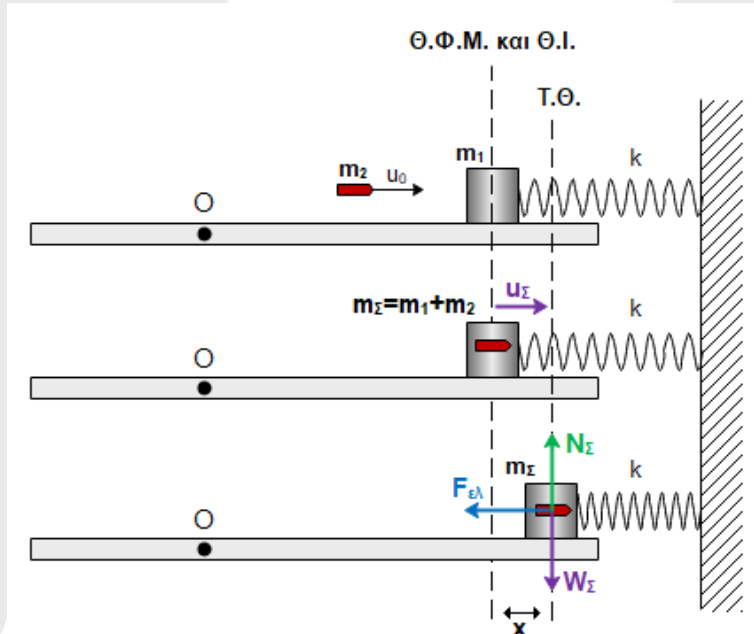 Θ.Φ.Μ. και Θ.Ι.
Τ.Θ.
m₂ u₀ m₁ k
O
m_Σ=m₁+m₂ u_Σ k
O
N_Σ
F_ελ m_Σ k
O
W_Σ
x